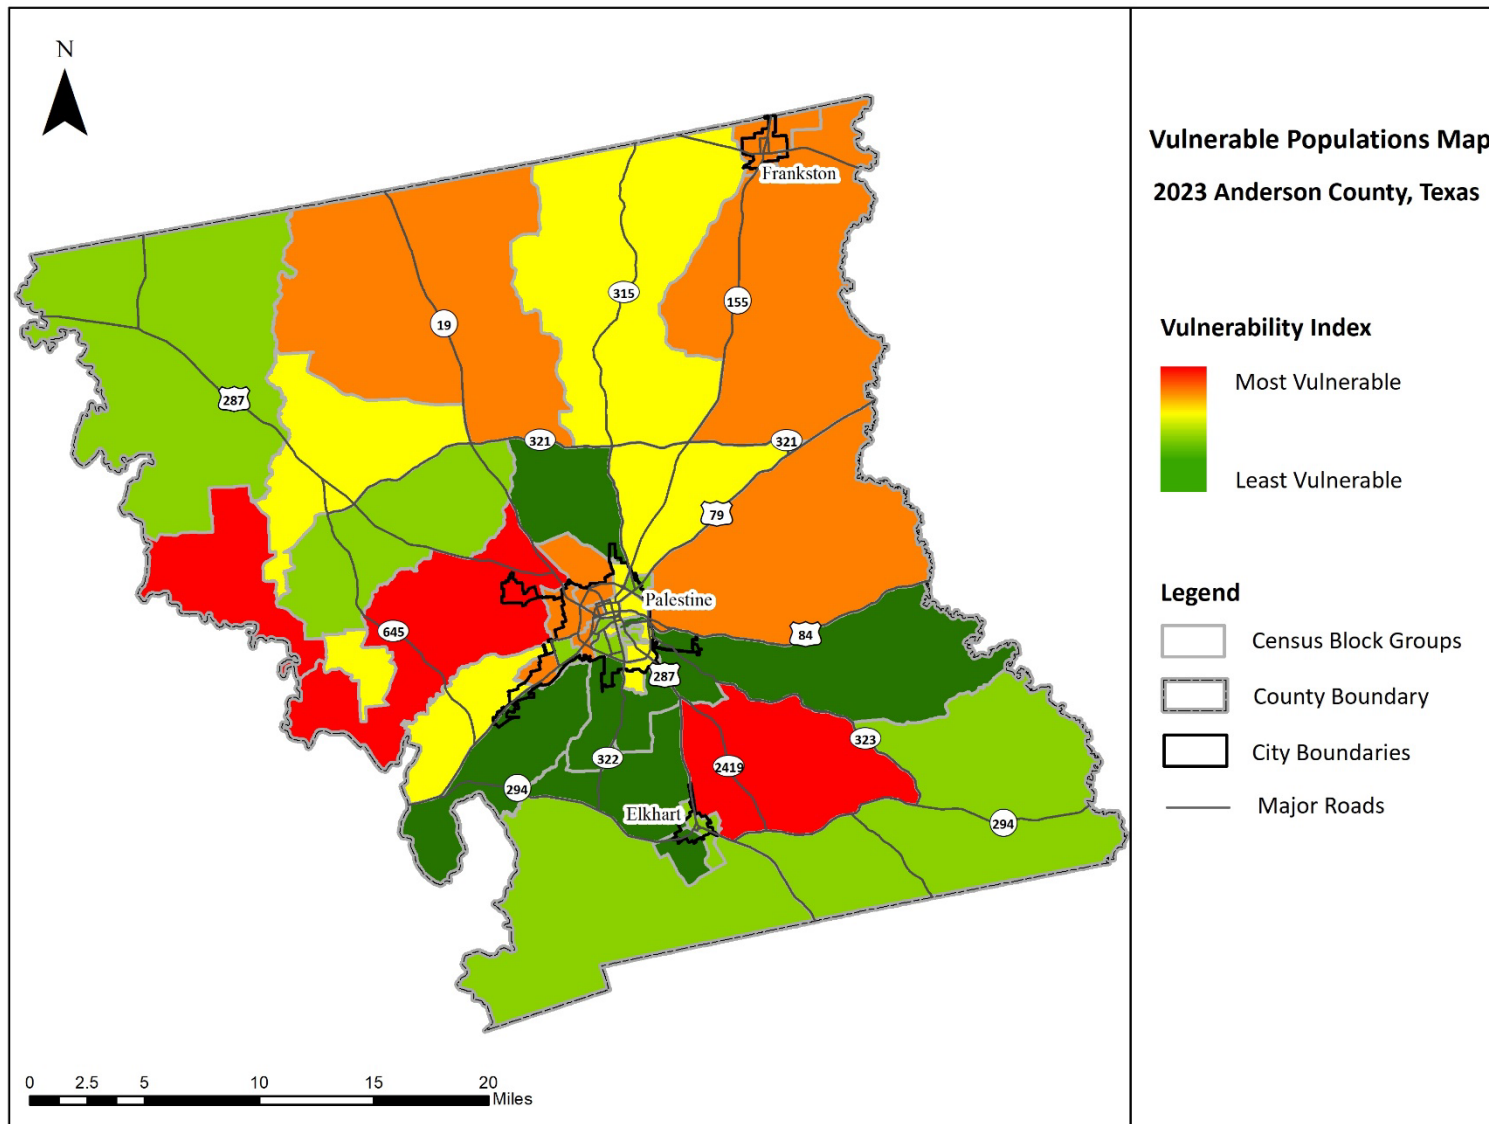 N
Vulnerable Populations Map
2023 Anderson County, Texas
Frankston
315
155
19
287
Vulnerability Index
Most Vulnerable
Least Vulnerable
321
321
79
Palestine
645
84
287
Legend
Census Block Groups
County Boundary
City Boundaries
Major Roads
323
322
2419
294
Elkhart
294
0 2.5 5 10 15 20
Miles